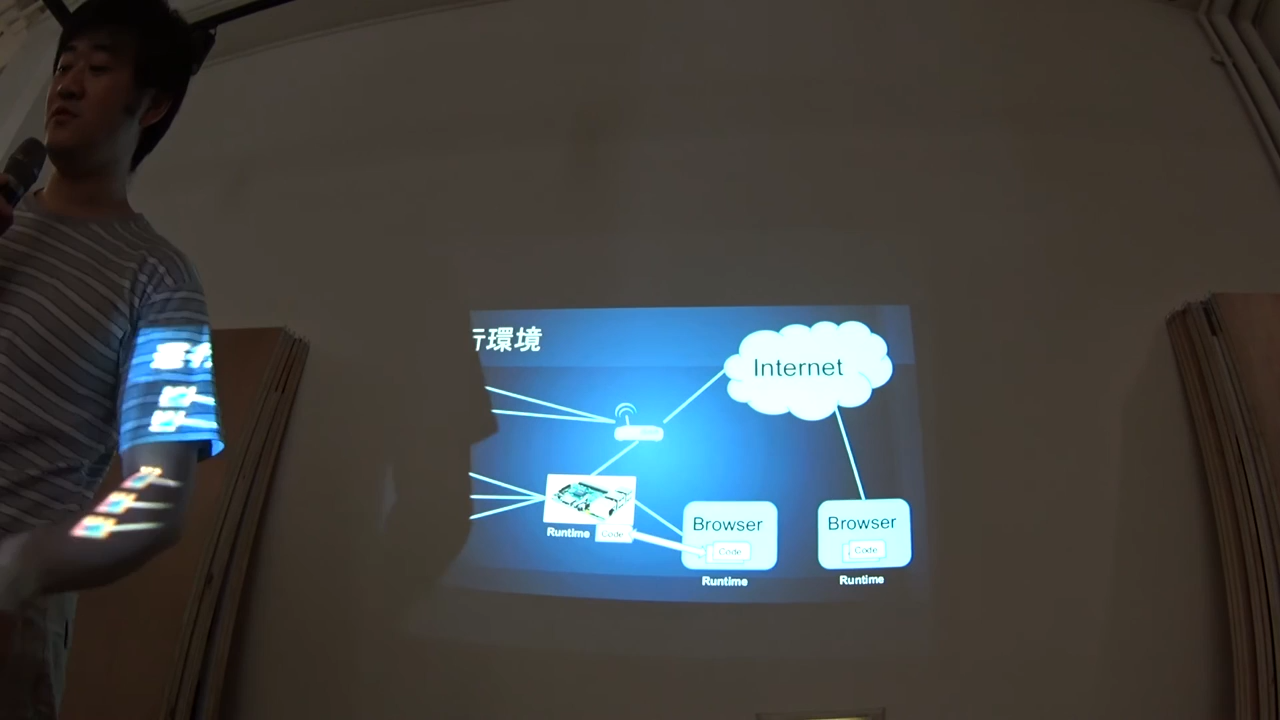 行環境
Internet
Browser
Browser
Runtime
Code
Code
Code
Runtime
Runtime